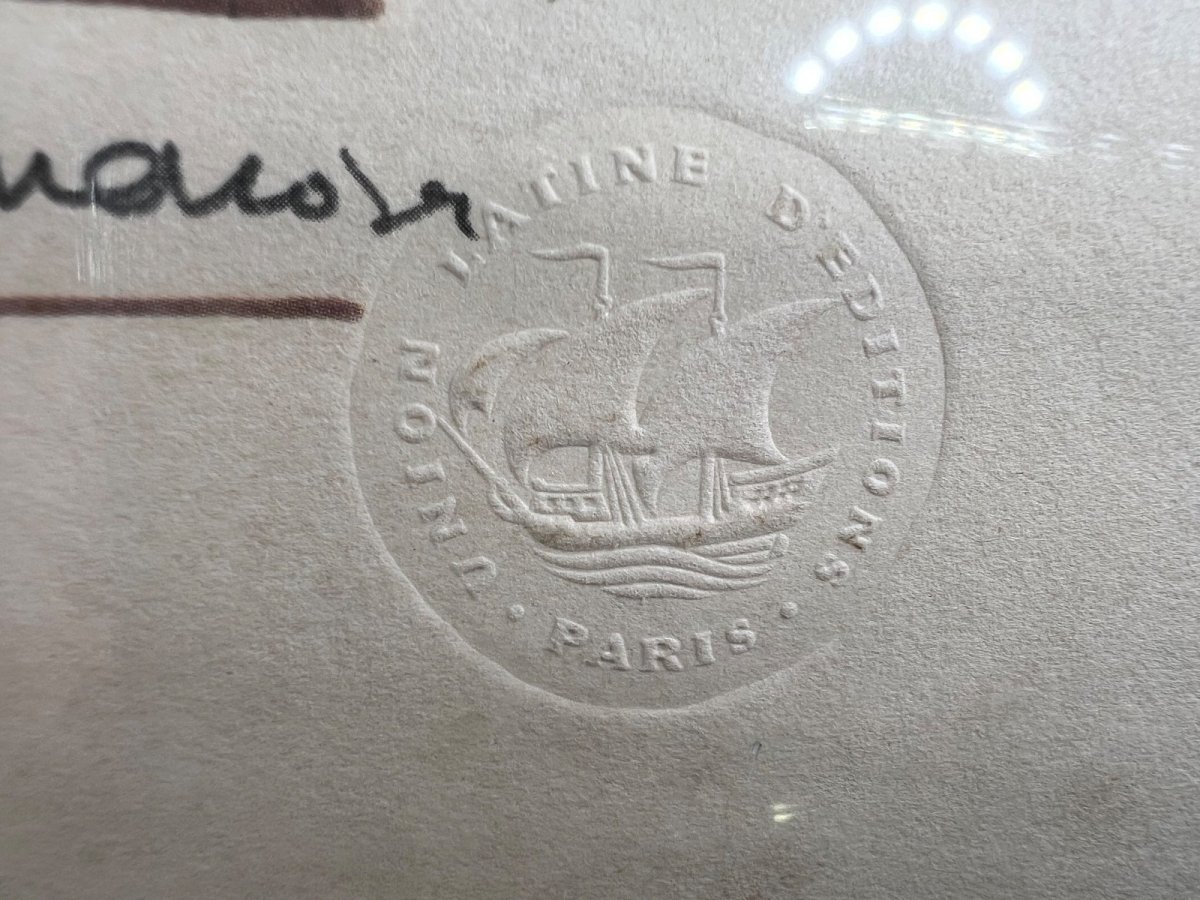 UNION LATINE D'EDITIONS
• PARIS •